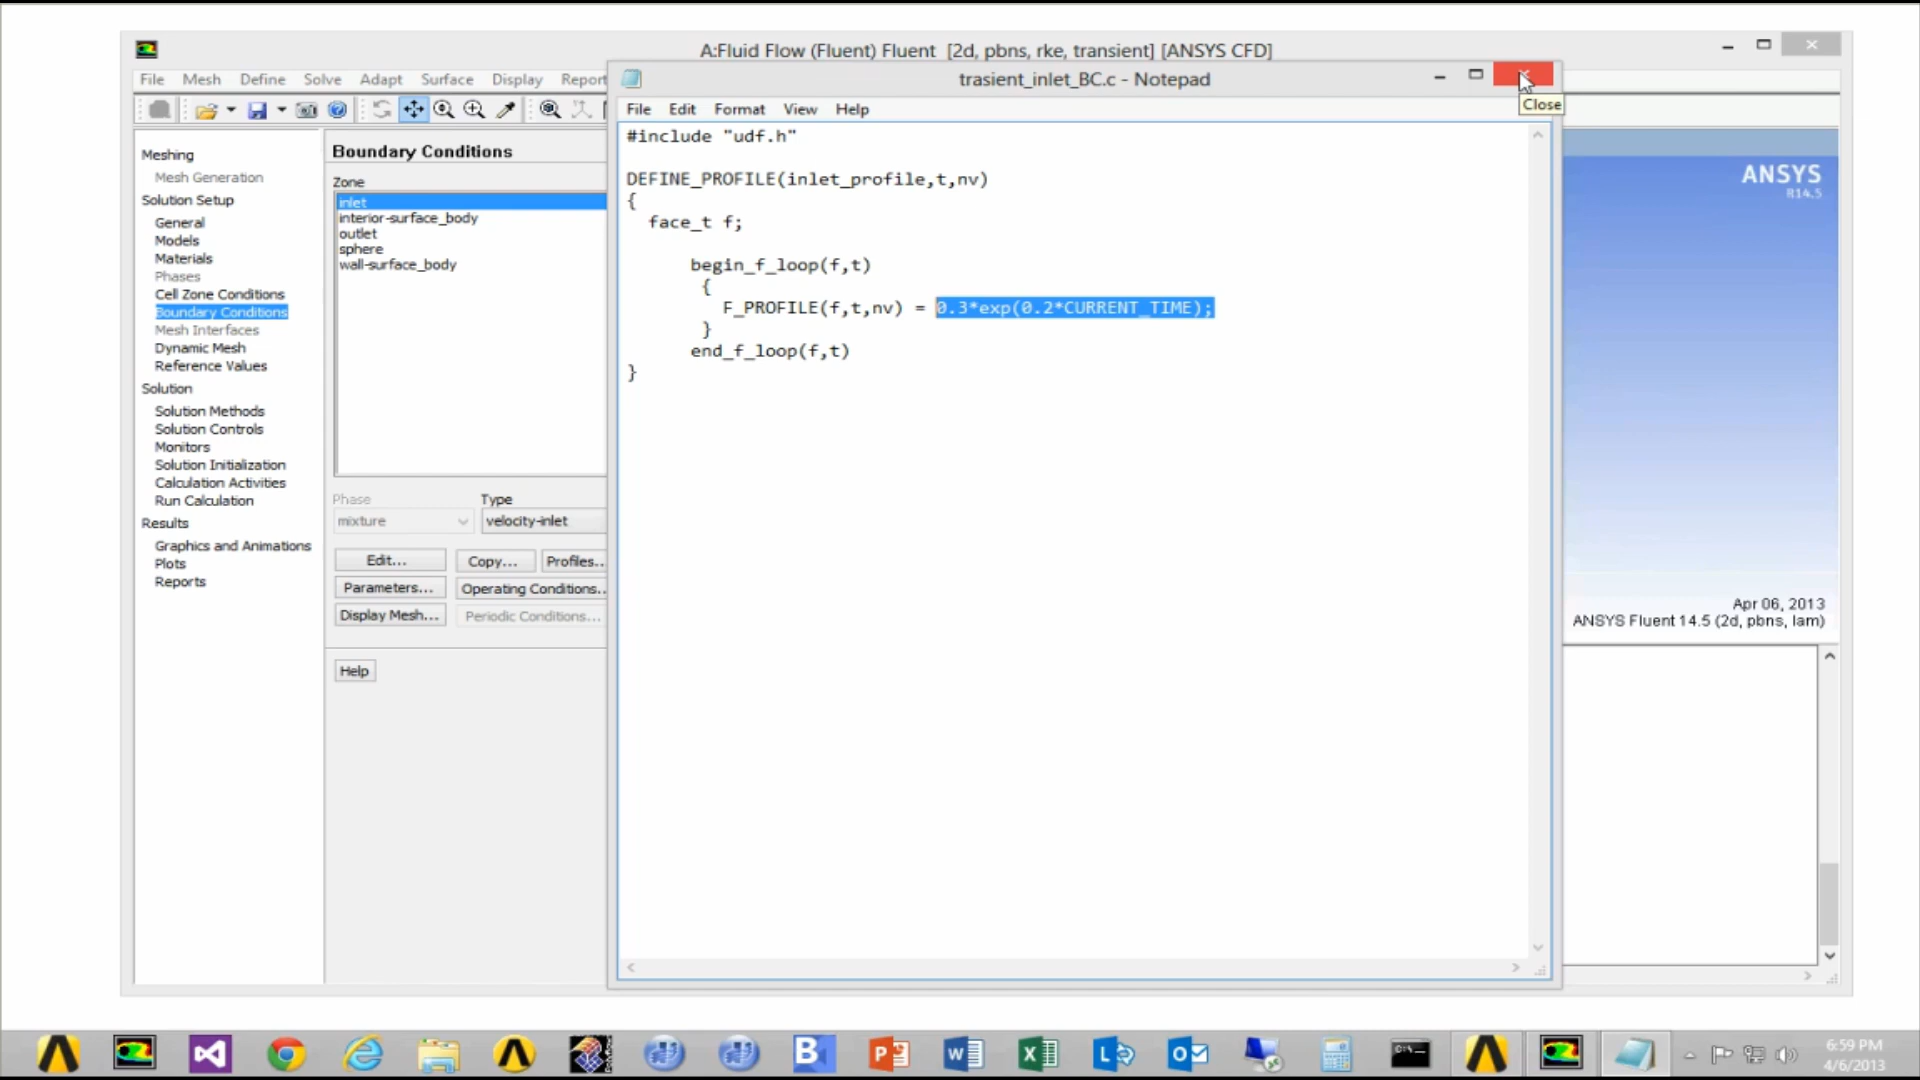 A:Fluid Flow (Fluent) Fluent [2d, pbns, rke, transient] [ANSYS CFD]
File Mesh Define Solve Adapt Surface Display Report
trasient_inlet_BC.c - Notepad
Close
File Edit Format View Help
#include "udf.h"
DEFINE_PROFILE(inlet_profile,t,nv)
{
face_t f;
begin_f_loop(f,t)
{
F_PROFILE(f,t,nv) = 0.3*exp(0.2*CURRENT_TIME);
}
end_f_loop(f,t)
}
Meshing
Mesh Generation
Solution Setup
General
Models
Materials
Phases
Cell Zone Conditions
Boundary Conditions
Mesh Interfaces
Dynamic Mesh
Reference Values
Solution
Solution Methods
Solution Controls
Monitors
Solution Initialization
Calculation Activities
Run Calculation
Results
Graphics and Animations
Plots
Reports
Boundary Conditions
Zone
inlet
interior-surface_body
outlet
sphere
wall-surface_body
Phase Type
mixture velocity-inlet
Edit... Copy... Profiles..
Parameters... Operating Conditions..
Display Mesh... Periodic Conditions...
Help
ANSYS
R14.5
Apr 06, 2013
ANSYS Fluent 14.5 (2d, pbns, lam)
6:59 PM
4/6/2013